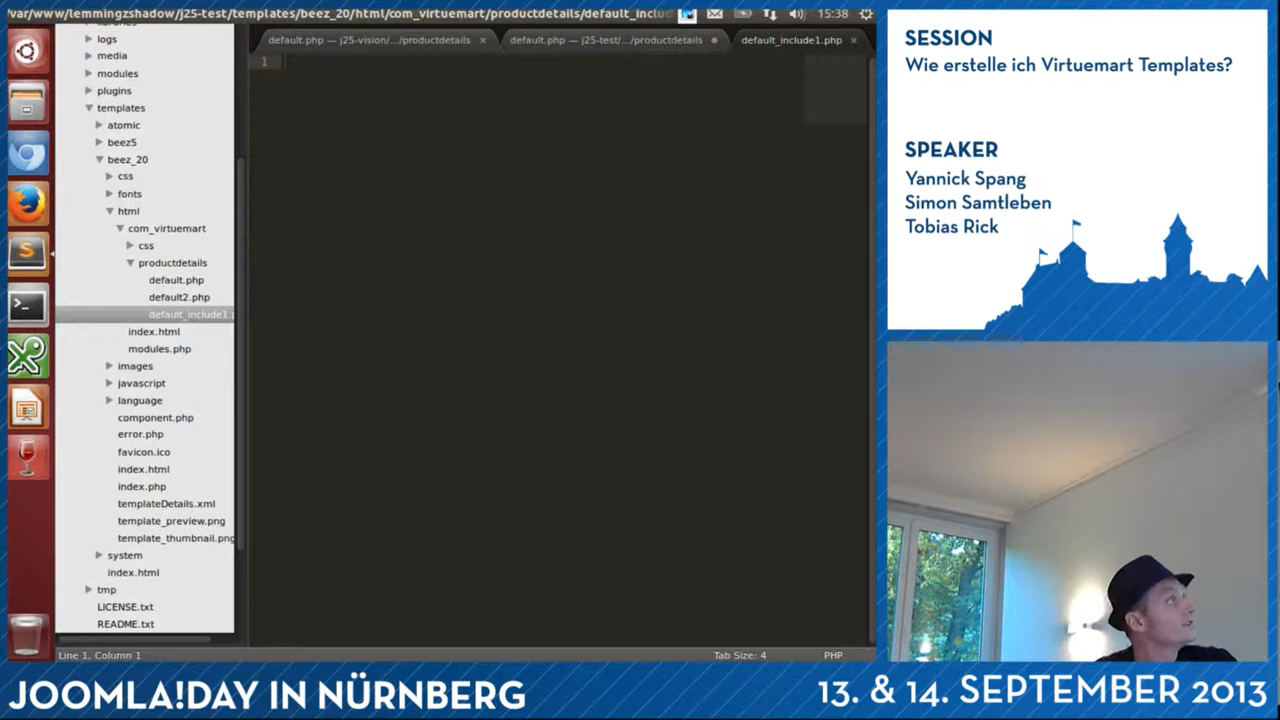 var/www/lemmingzshadow/j25-test/templates/beez_20/html/com_virtuemart/productdetails/default_includ
15:38
logs
media
modules
plugins
templates
atomic
beez5
beez_20
css
fonts
html
com_virtuemart
css
productdetails
default.php
default2.php
default_include1.
index.html
modules.php
images
javascript
language
component.php
error.php
favicon.ico
index.html
index.php
templateDetails.xml
template_preview.png
template_thumbnail.png
system
index.html
tmp
LICENSE.txt
README.txt
default.php — j25-vision/.../productdetails
default.php — j25-test/.../productdetails
default_include1.php
1
Line 1, Column 1
Tab Size: 4
PHP
SESSION
Wie erstelle ich Virtuemart Templates?
SPEAKER
Yannick Spang
Simon Samtleben
Tobias Rick
JOOMLA!DAY IN NÜRNBERG
13. & 14. SEPTEMBER 2013